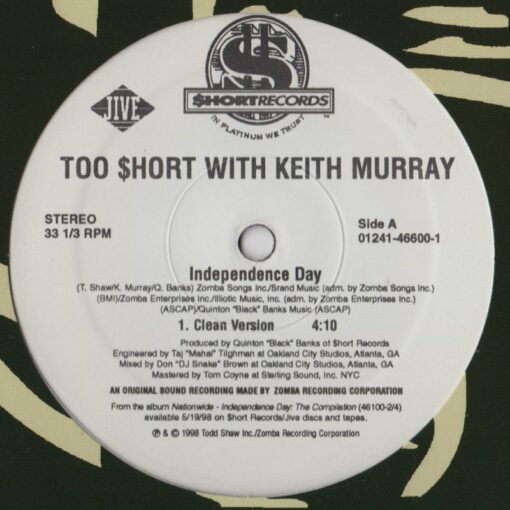 $
$HORTRECORDS
IN PLATINUM WE TRUST
TM
JIVE
TOO $HORT WITH KEITH MURRAY
STEREO
33 1/3 RPM
Side A
01241-46600-1
Independence Day
(T. Shaw/K. Murray/Q. Banks) Zomba Songs Inc./Srand Music (adm. by Zomba Songs Inc.)
(BMI)/Zomba Enterprises Inc./Illiotic Music, Inc. (adm. by Zomba Enterprises Inc.)
(ASCAP)/Quinton "Black" Banks Music (ASCAP)
1. Clean Version 4:10
Produced by Quinton "Black" Banks of $hort Records
Engineered by Taj "Mahal" Tilghman at Oakland City Studios, Atlanta, GA
Mixed by Don "DJ Snake" Brown at Oakland City Studios, Atlanta, GA
Mastered by Tom Coyne at Sterling Sound, Inc. NYC
AN ORIGINAL SOUND RECORDING MADE BY ZOMBA RECORDING CORPORATION
From the album Nationwide - Independence Day: The Compilation (46100-2/4)
available 5/19/98 on $hort Records/Jive discs and tapes.
℗ & © 1998 Todd Shaw Inc./Zomba Recording Corporation